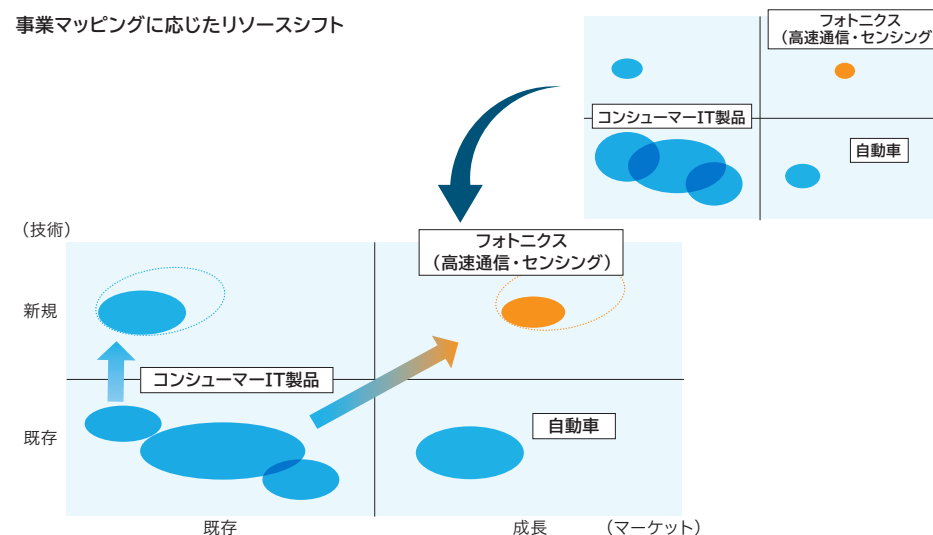 事業マッピングに応じたリソースシフト
フォトニクス
(高速通信・センシング)
コンシューマーIT製品
自動車
(技術)
フォトニクス
(高速通信・センシング)
新規
コンシューマーIT製品
自動車
既存
既存
成長
(マーケット)